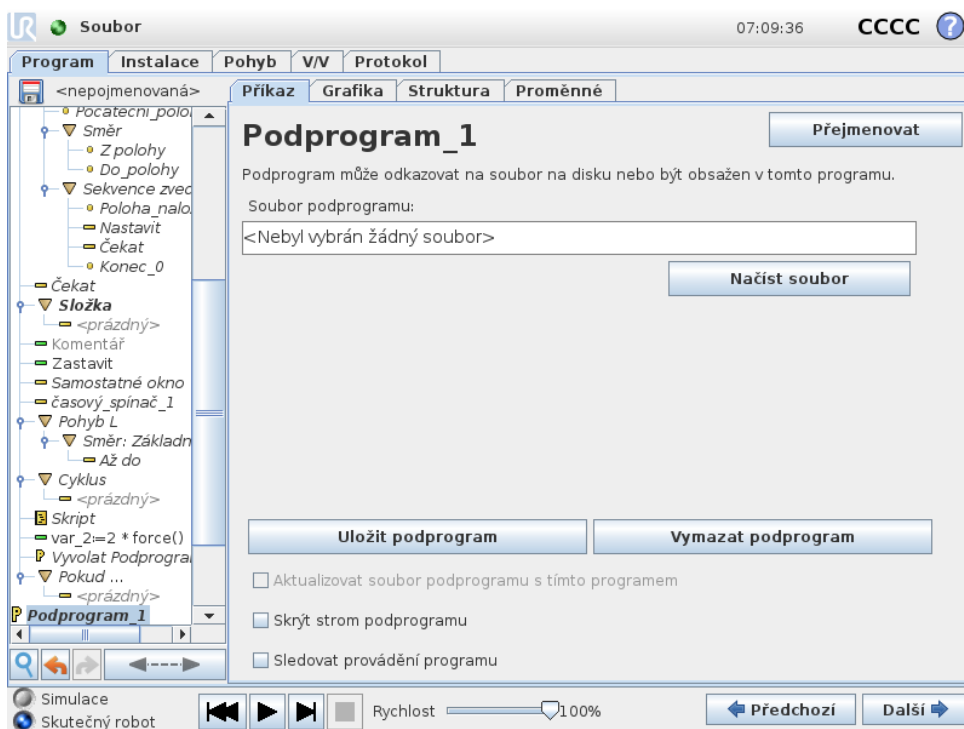 UR Soubor 07:09:36 CCCC ?
Program Instalace Pohyb V/V Protokol
<nepojmenovaná> Příkaz Grafika Struktura Proměnné
Počáteční_polo
Směr
Z polohy
Do_polohy
Sekvence zved
Poloha_nalo
Nastavit
Čekat
Konec_0
Čekat
Složka
<prázdný>
Komentář
Zastavit
Samostatné okno
časový_spínač_1
Pohyb L
Směr: Základn
Až do
Cyklus
<prázdný>
Skript
var_2:=2 * force()
P Vyvolat Podprogra
Pokud ...
<prázdný>
P Podprogram_1
Podprogram_1
Přejmenovat
Podprogram může odkazovat na soubor na disku nebo být obsažen v tomto programu.
Soubor podprogramu:
<Nebyl vybrán žádný soubor>
Načíst soubor
Uložit podprogram Vymazat podprogram
Aktualizovat soubor podprogramu s tímto programem
Skrýt strom podprogramu
Sledovat provádění programu
Simulace
Skutečný robot
Rychlost 100%
Předchozí Další